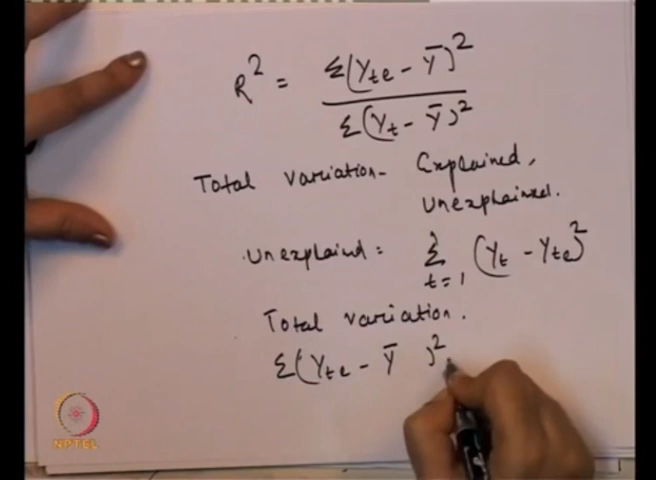 R² = Σ(Yte - Ȳ)² / Σ(Yt - Ȳ)²
Total variation - Explained,
unexplained.
unexplaind = Σ t=1 (Yt - Yte)²
Total variation.
Σ(Yte - Ȳ )²
NPTEL